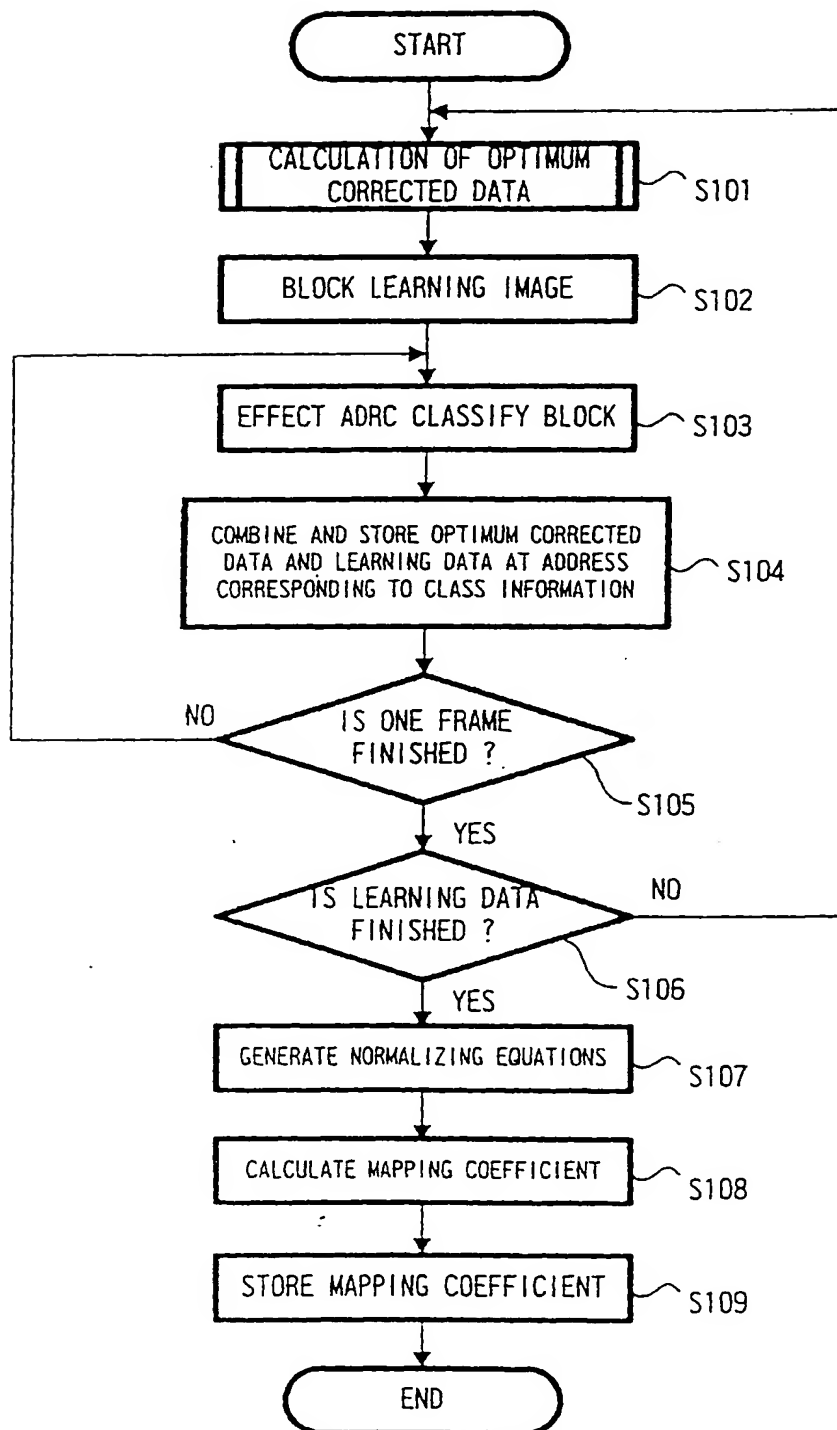 START
CALCULATION OF OPTIMUM
CORRECTED DATA
S101
BLOCK LEARNING IMAGE
S102
EFFECT ADRC CLASSIFY BLOCK
S103
COMBINE AND STORE OPTIMUM CORRECTED
DATA AND LEARNING DATA AT ADDRESS
CORRESPONDING TO CLASS INFORMATION
S104
NO
IS ONE FRAME
FINISHED ?
S105
YES
IS LEARNING DATA
FINISHED ?
NO
S106
YES
GENERATE NORMALIZING EQUATIONS
S107
CALCULATE MAPPING COEFFICIENT
S108
STORE MAPPING COEFFICIENT
S109
END